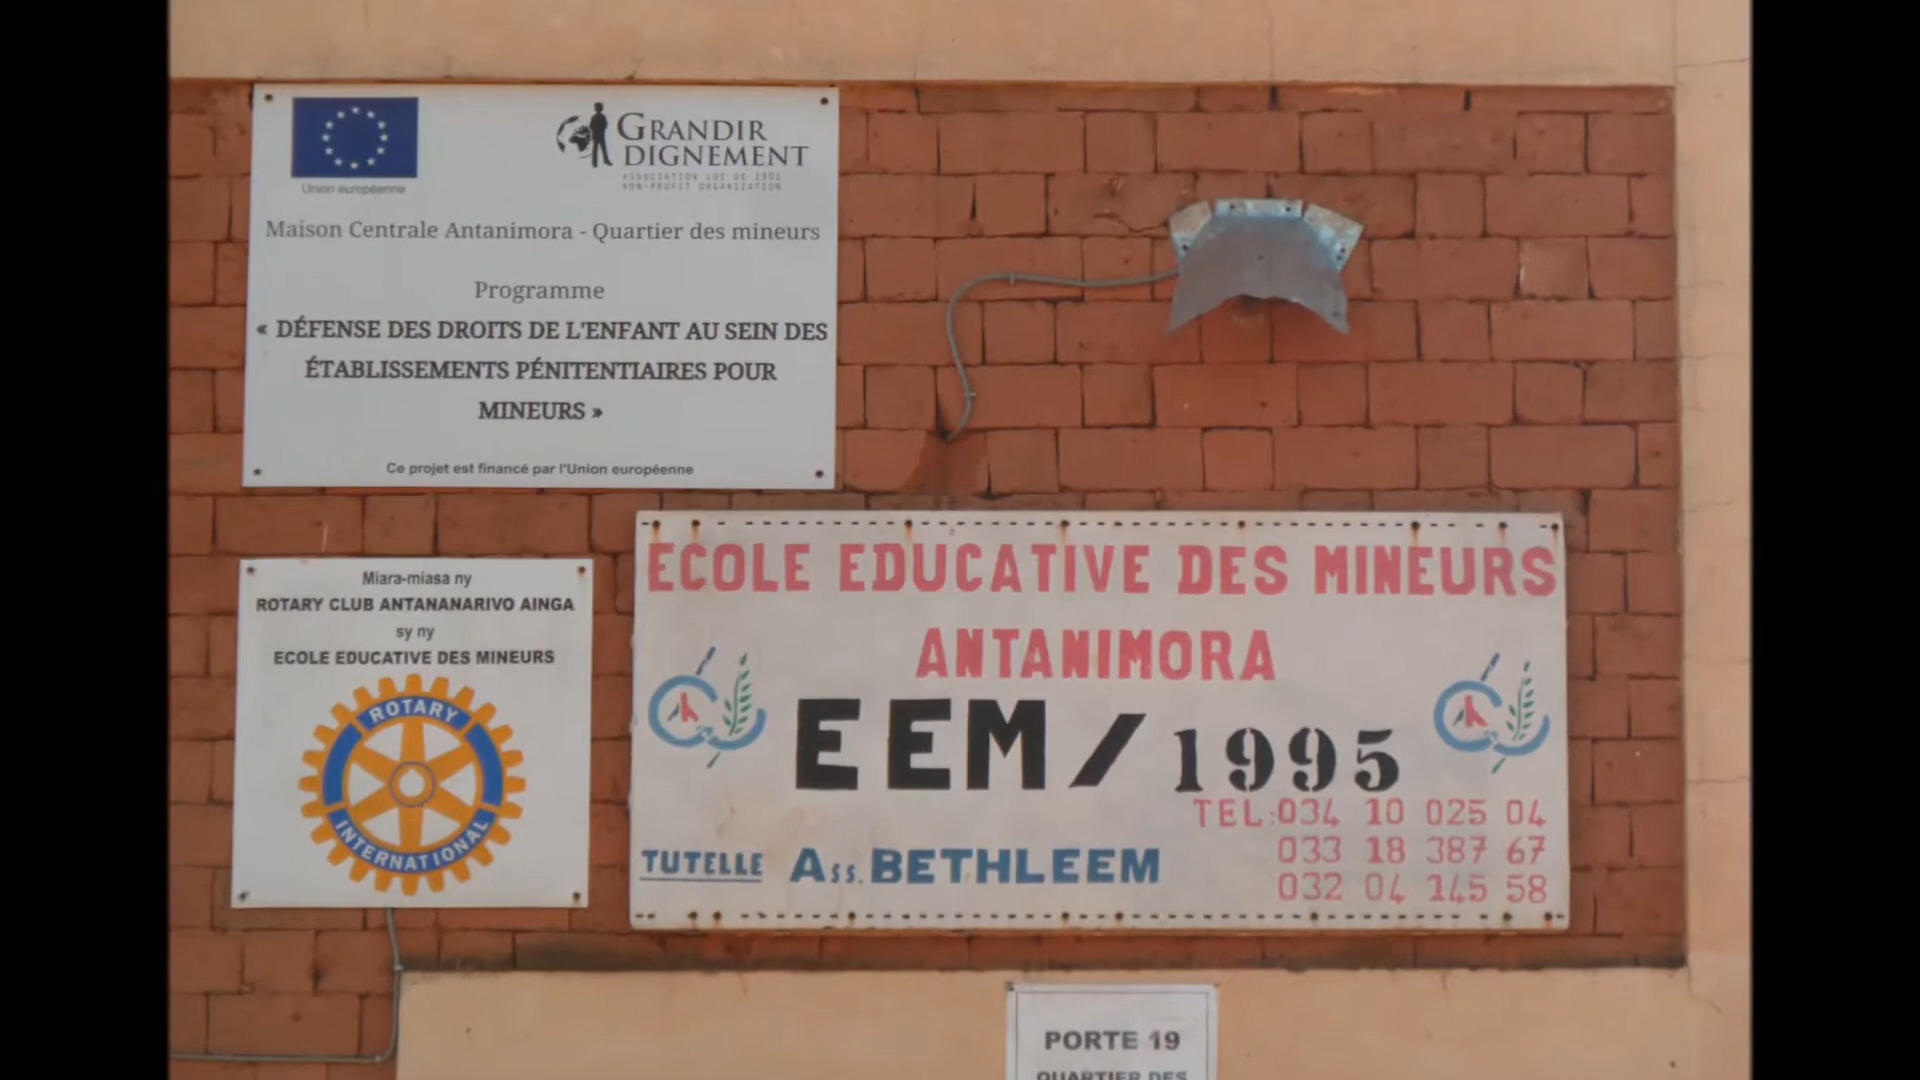 Union européenne
GRANDIR
DIGNEMENT
ASSOCIATION LOI DE 1901
NON-PROFIT ORGANIZATION
Maison Centrale Antanimora - Quartier des mineurs
Programme
« DÉFENSE DES DROITS DE L'ENFANT AU SEIN DES
ÉTABLISSEMENTS PÉNITENTIAIRES POUR
MINEURS »
Ce projet est financé par l'Union européenne
Miara-miasa ny
ROTARY CLUB ANTANANARIVO AINGA
sy ny
ECOLE EDUCATIVE DES MINEURS
ROTARY
INTERNATIONAL
ECOLE EDUCATIVE DES MINEURS
ANTANIMORA
EEM / 1995
TEL:034 10 025 04
033 18 387 67
032 04 145 58
TUTELLE Ass. BETHLEEM
PORTE 19
QUARTIER DES